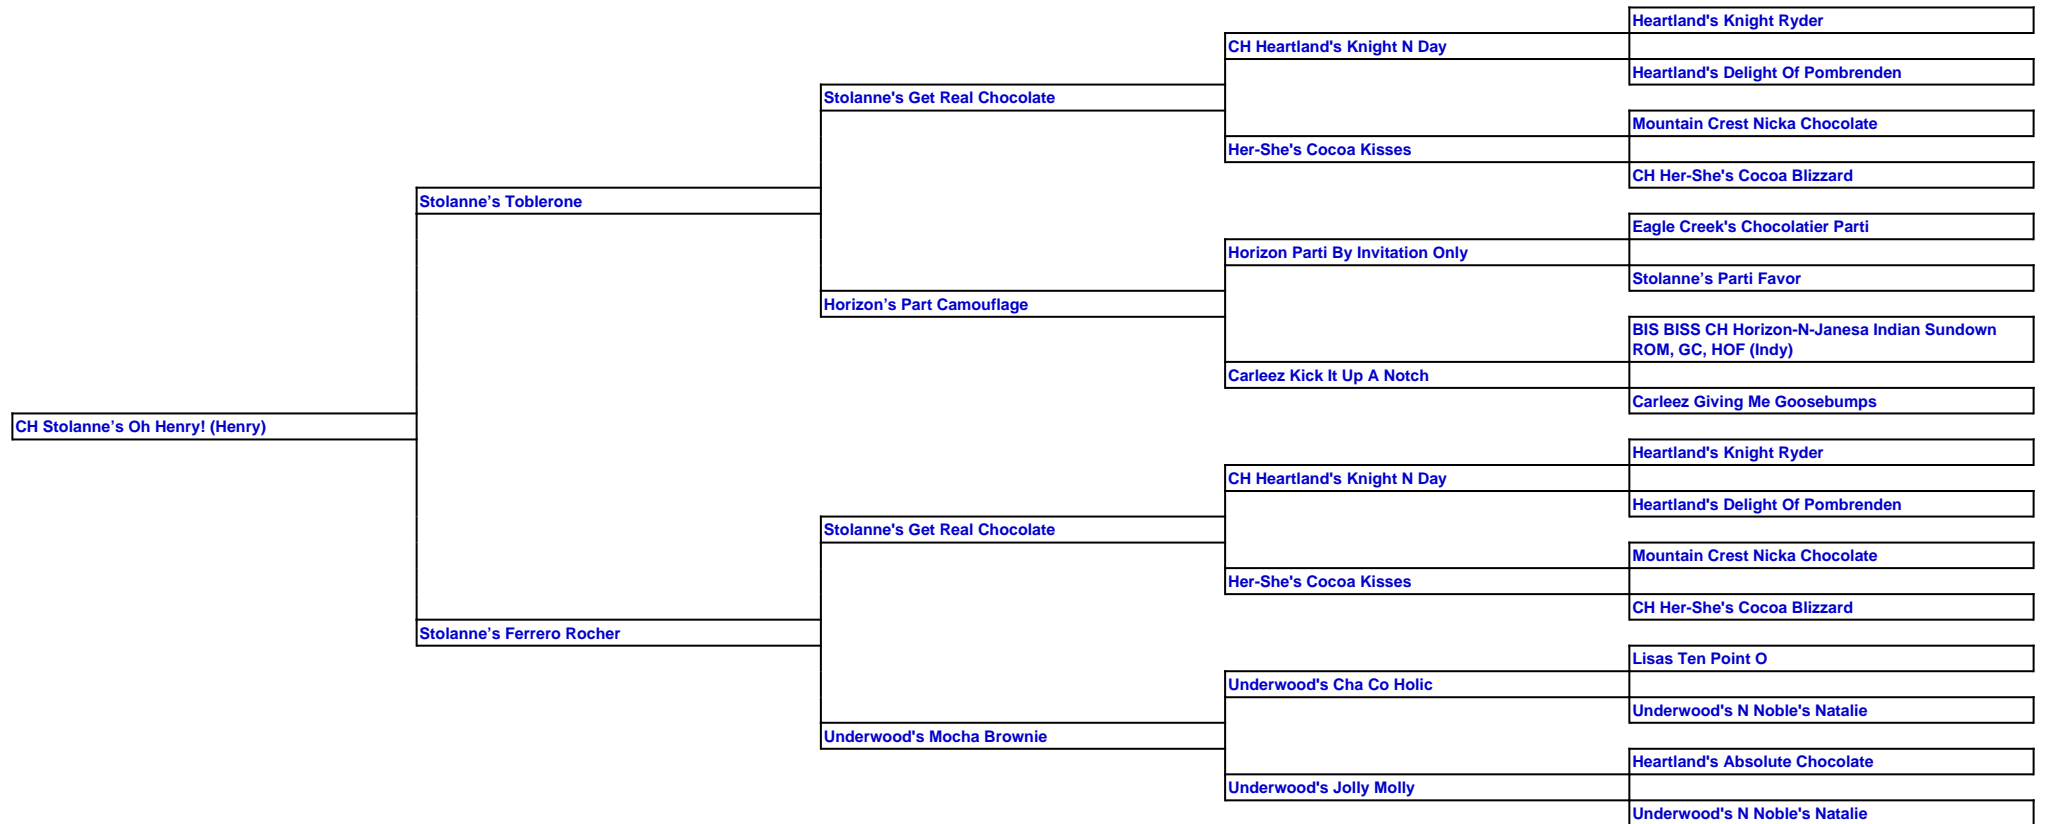 Heartland's Knight Ryder
CH Heartland's Knight N Day
Heartland's Delight Of Pombrenden
Stolanne's Get Real Chocolate
Mountain Crest Nicka Chocolate
Her-She's Cocoa Kisses
CH Her-She's Cocoa Blizzard
Stolanne’s Toblerone
Eagle Creek's Chocolatier Parti
Horizon Parti By Invitation Only
Stolanne’s Parti Favor
Horizon’s Part Camouflage
BIS BISS CH Horizon-N-Janesa Indian Sundown
ROM, GC, HOF (Indy)
Carleez Kick It Up A Notch
Carleez Giving Me Goosebumps
CH Stolanne’s Oh Henry! (Henry)
Heartland's Knight Ryder
CH Heartland's Knight N Day
Heartland's Delight Of Pombrenden
Stolanne's Get Real Chocolate
Mountain Crest Nicka Chocolate
Her-She's Cocoa Kisses
CH Her-She's Cocoa Blizzard
Stolanne’s Ferrero Rocher
Lisas Ten Point O
Underwood's Cha Co Holic
Underwood's N Noble's Natalie
Underwood's Mocha Brownie
Heartland's Absolute Chocolate
Underwood's Jolly Molly
Underwood's N Noble's Natalie